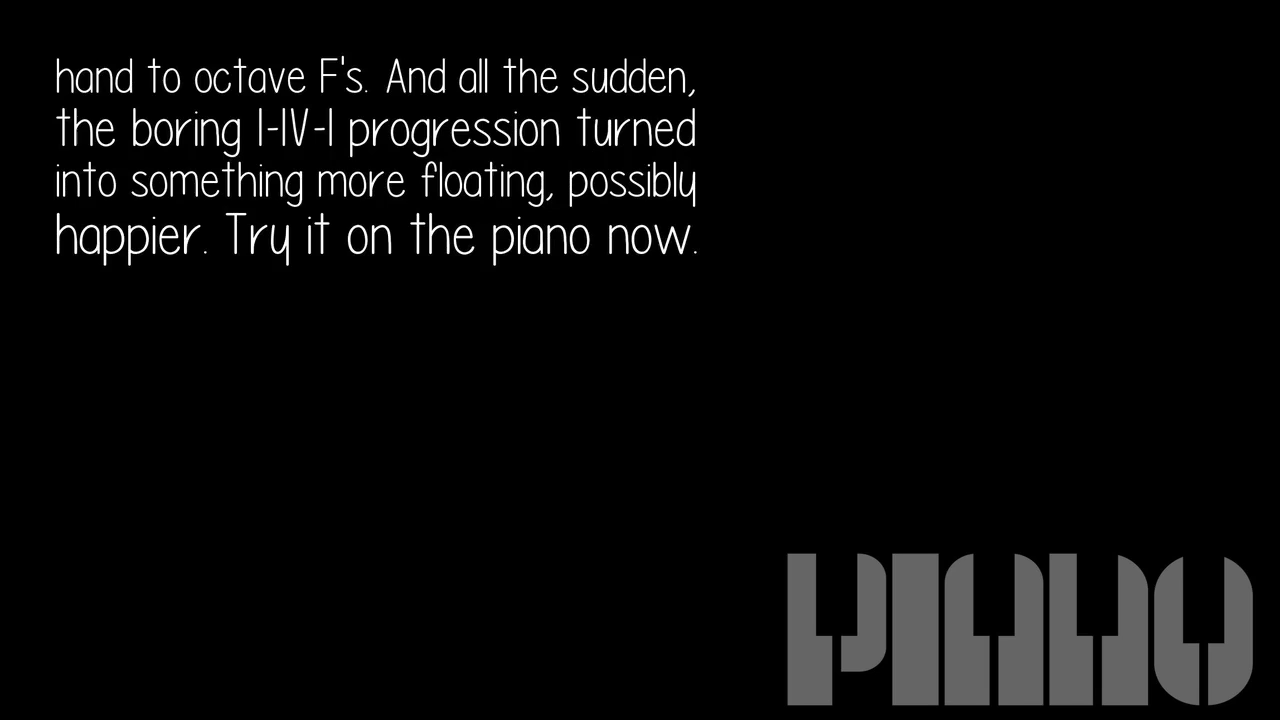 hand to octave F's. And all the sudden,
the boring I-IV-I progression turned
into something more floating, possibly
happier. Try it on the piano now.
PIANO